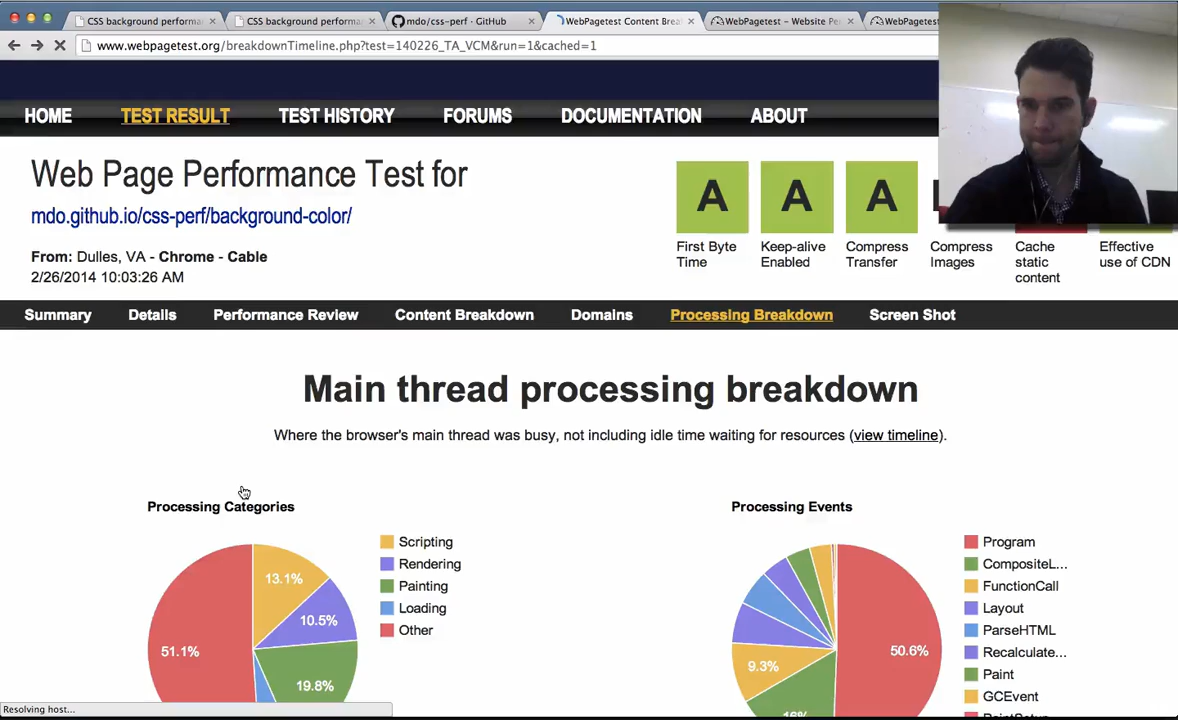 CSS background performa
CSS background performa
mdo/css-perf · GitHub
WebPagetest Content Brea
WebPagetest – Website Pe
WebPagetest
www.webpagetest.org/breakdownTimeline.php?test=140226_TA_VCM&run=1&cached=1
HOME
TEST RESULT
TEST HISTORY
FORUMS
DOCUMENTATION
ABOUT
Web Page Performance Test for
mdo.github.io/css-perf/background-color/
From: Dulles, VA - Chrome - Cable
2/26/2014 10:03:26 AM
A
A
A
First Byte
Time
Keep-alive
Enabled
Compress
Transfer
Compress
Images
Cache
static
content
Effective
use of CDN
Summary
Details
Performance Review
Content Breakdown
Domains
Processing Breakdown
Screen Shot
Main thread processing breakdown
Where the browser's main thread was busy, not including idle time waiting for resources (view timeline).
Processing Categories
13.1%
10.5%
51.1%
19.8%
Scripting
Rendering
Painting
Loading
Other
Processing Events
50.6%
9.3%
16%
Program
CompositeL...
FunctionCall
Layout
ParseHTML
Recalculate...
Paint
GCEvent
PaintSetup
Resolving host...